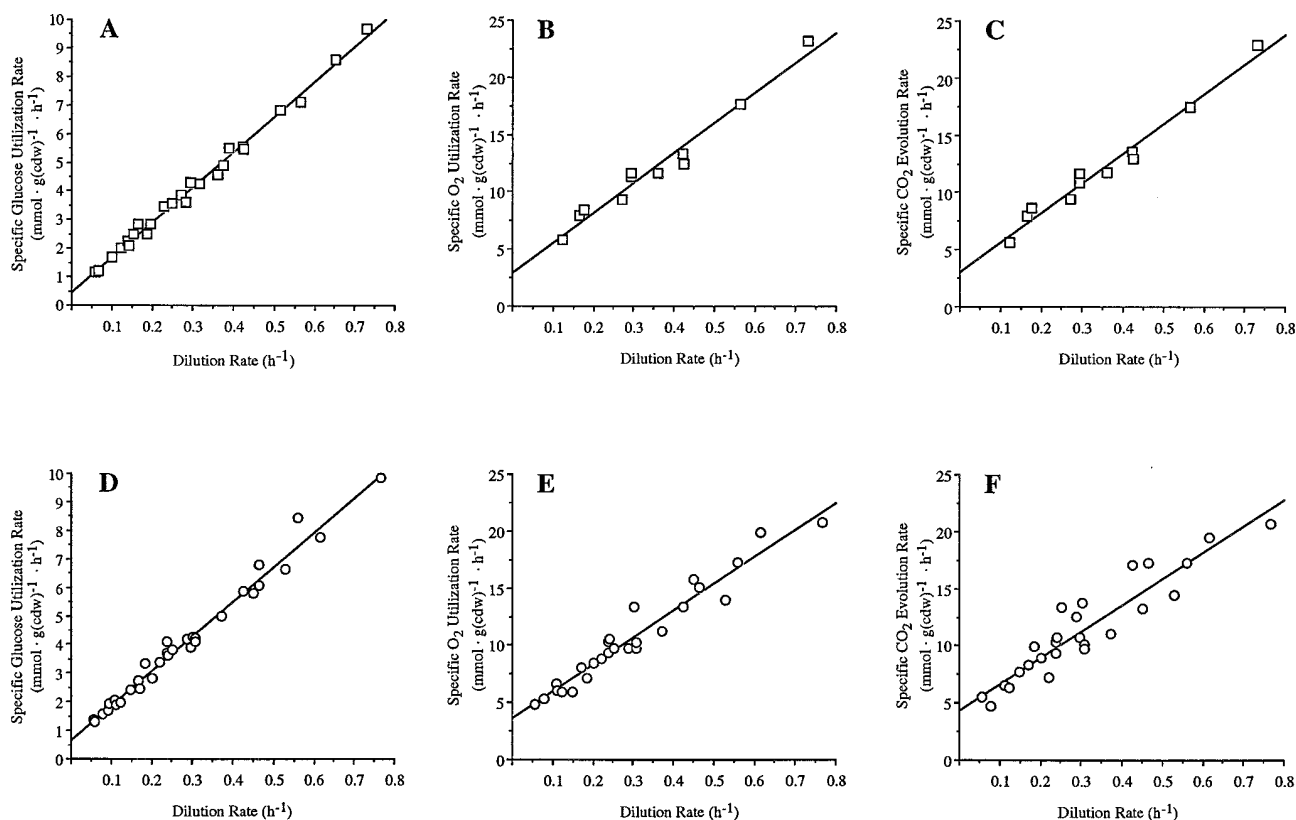 A
Specific Glucose Utilization Rate
(mmol · g(cdw)⁻¹ · h⁻¹)
10
9
8
7
6
5
4
3
2
1
0
0.1 0.2 0.3 0.4 0.5 0.6 0.7 0.8
Dilution Rate (h⁻¹)
B
Specific O₂ Utilization Rate
(mmol · g(cdw)⁻¹ · h⁻¹)
25
20
15
10
5
0
0.1 0.2 0.3 0.4 0.5 0.6 0.7 0.8
Dilution Rate (h⁻¹)
C
Specific CO₂ Evolution Rate
(mmol · g(cdw)⁻¹ · h⁻¹)
25
20
15
10
5
0
0.1 0.2 0.3 0.4 0.5 0.6 0.7 0.8
Dilution Rate (h⁻¹)
D
Specific Glucose Utilization Rate
(mmol · g(cdw)⁻¹ · h⁻¹)
10
9
8
7
6
5
4
3
2
1
0
0.1 0.2 0.3 0.4 0.5 0.6 0.7 0.8
Dilution Rate (h⁻¹)
E
Specific O₂ Utilization Rate
(mmol · g(cdw)⁻¹ · h⁻¹)
25
20
15
10
5
0
0.1 0.2 0.3 0.4 0.5 0.6 0.7 0.8
Dilution Rate (h⁻¹)
F
Specific CO₂ Evolution Rate
(mmol · g(cdw)⁻¹ · h⁻¹)
25
20
15
10
5
0
0.1 0.2 0.3 0.4 0.5 0.6 0.7 0.8
Dilution Rate (h⁻¹)